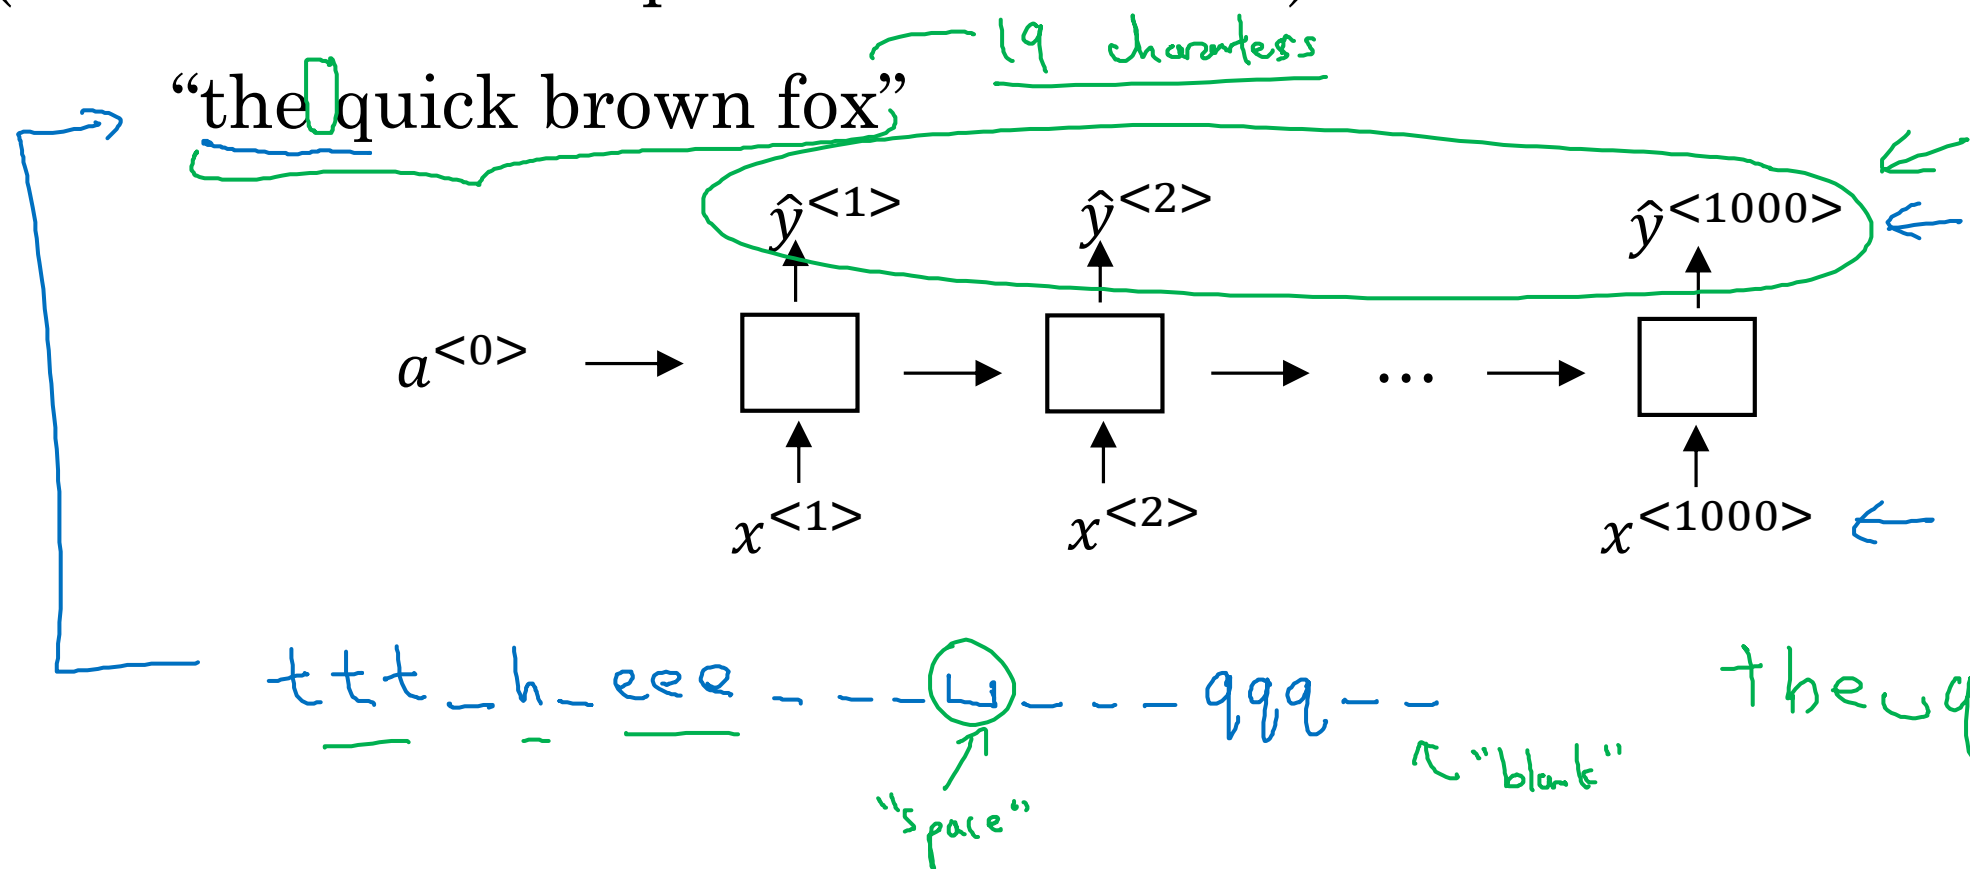 19 characters
“the quick brown fox”
ŷ<1> ŷ<2> ŷ<1000>
a<0> ...
x<1> x<2> x<1000>
ttt_h_eee___␣___qqq__ the␣q
"blank"
"space"